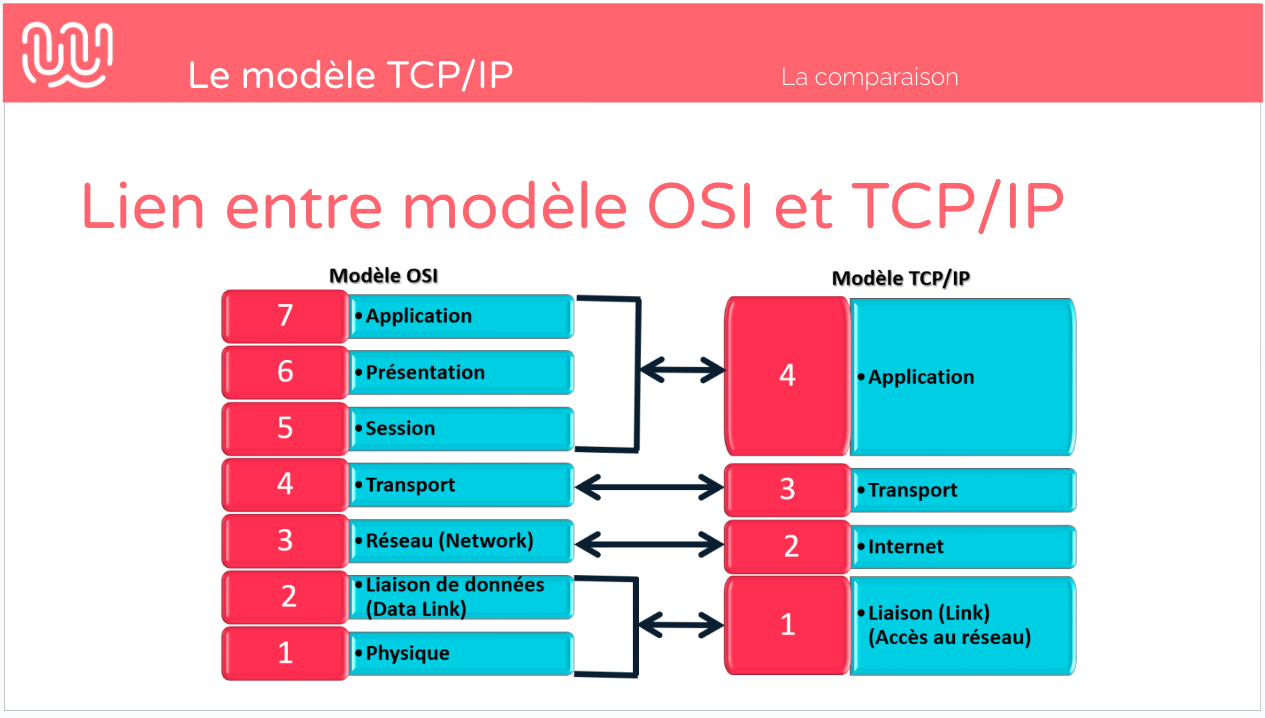 Le modèle TCP/IP
La comparaison
Lien entre modèle OSI et TCP/IP
Modèle OSI
7
•Application
6
•Présentation
5
•Session
4
•Transport
3
•Réseau (Network)
2
•Liaison de données
(Data Link)
1
•Physique
Modèle TCP/IP
4
•Application
3
•Transport
2
•Internet
1
•Liaison (Link)
(Accès au réseau)